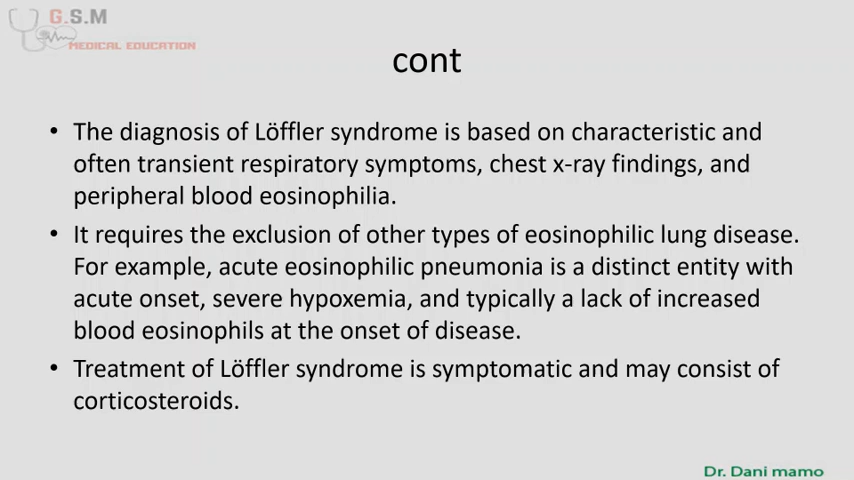 G.S.M
MEDICAL EDUCATION
cont
• The diagnosis of Löffler syndrome is based on characteristic and
often transient respiratory symptoms, chest x-ray findings, and
peripheral blood eosinophilia.
• It requires the exclusion of other types of eosinophilic lung disease.
For example, acute eosinophilic pneumonia is a distinct entity with
acute onset, severe hypoxemia, and typically a lack of increased
blood eosinophils at the onset of disease.
• Treatment of Löffler syndrome is symptomatic and may consist of
corticosteroids.
Dr. Dani mamo